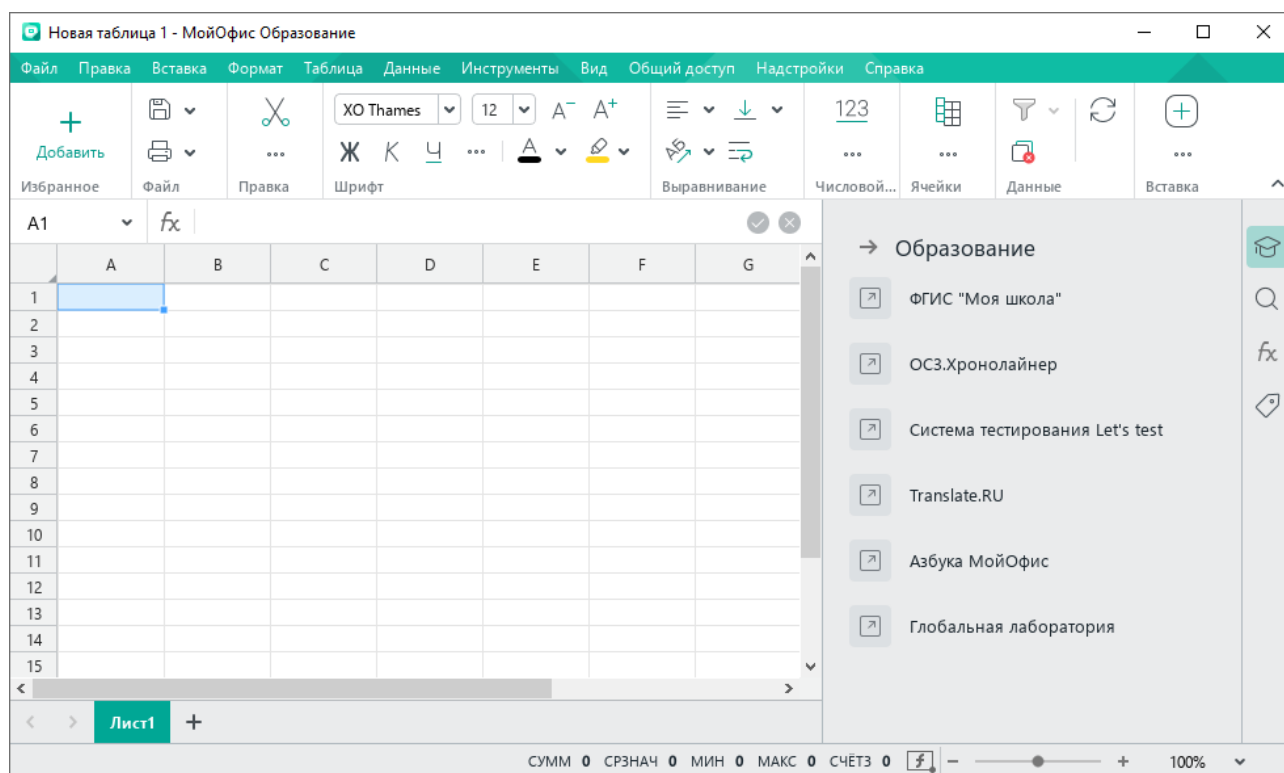 Новая таблица 1 - МойОфис Образование
Файл Правка Вставка Формат Таблица Данные Инструменты Вид Общий доступ Надстройки Справка
XO Thames 12 A⁻ A⁺ 123
Добавить Ж К Ч A
Избранное Файл Правка Шрифт Выравнивание Числовой... Ячейки Данные Вставка
A1 fx
Образование
A B C D E F G
ФГИС "Моя школа"
ОС3.Хронолайнер
Система тестирования Let's test
Translate.RU
Азбука МойОфис
Глобальная лаборатория
fx
1
2
3
4
5
6
7
8
9
10
11
12
13
14
15
Лист1
СУММ 0 СРЗНАЧ 0 МИН 0 МАКС 0 СЧЁТЗ 0 f 100%